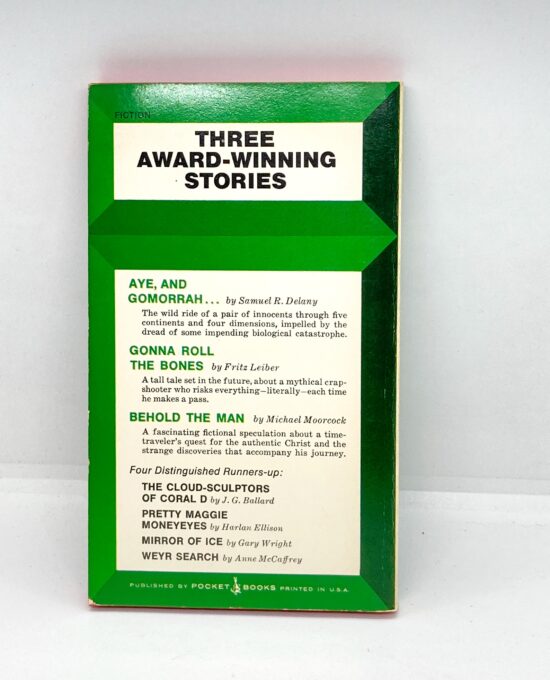 FICTION
THREE
AWARD-WINNING
STORIES
AYE, AND
GOMORRAH... by Samuel R. Delany
The wild ride of a pair of innocents through five
continents and four dimensions, impelled by the
dread of some impending biological catastrophe.
GONNA ROLL
THE BONES by Fritz Leiber
A tall tale set in the future, about a mythical crap-
shooter who risks everything—literally—each time
he makes a pass.
BEHOLD THE MAN by Michael Moorcock
A fascinating fictional speculation about a time-
traveler's quest for the authentic Christ and the
strange discoveries that accompany his journey.
Four Distinguished Runners-up:
THE CLOUD-SCULPTORS
OF CORAL D by J. G. Ballard
PRETTY MAGGIE
MONEYEYES by Harlan Ellison
MIRROR OF ICE by Gary Wright
WEYR SEARCH by Anne McCaffrey
PUBLISHED BY POCKET BOOKS PRINTED IN U.S.A.